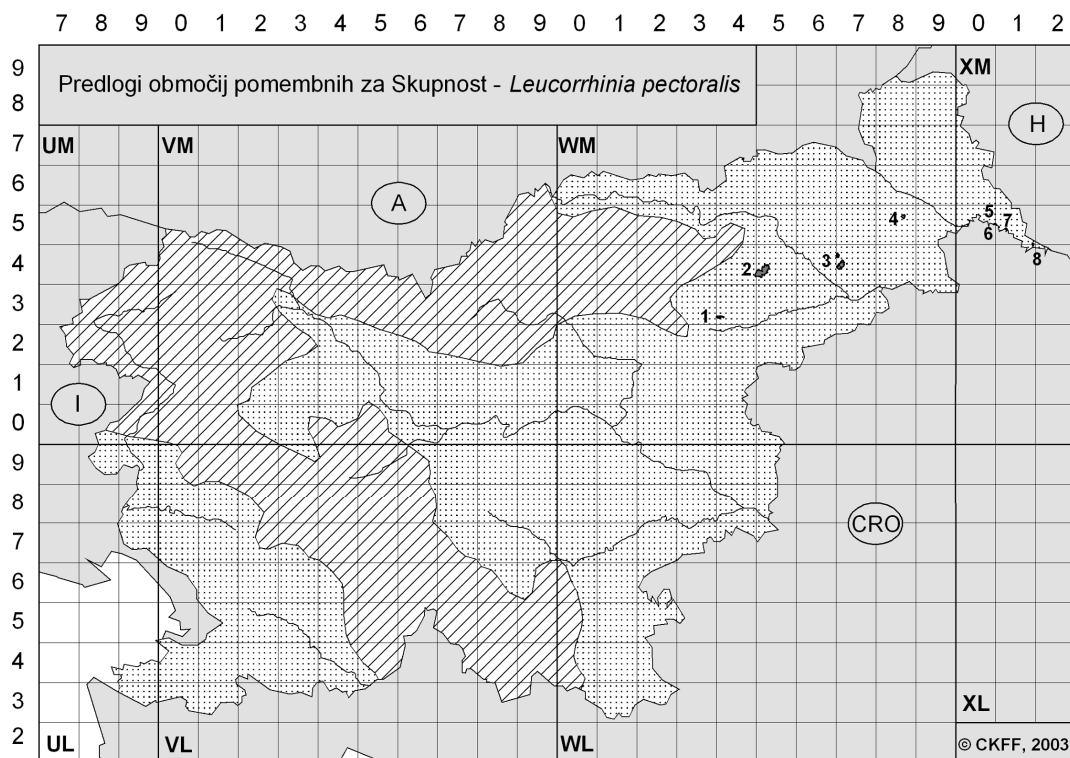 7 8 9 0 1 2 3 4 5 6 7 8 9 0 1 2 3 4 5 6 7 8 9 0 1 2
Predlogi območij pomembnih za Skupnost - Leucorrhinia pectoralis
9
8
7
6
5
4
3
2
1
0
9
8
7
6
5
4
3
2
XM
H
UM VM WM
A
5
4 7
6
3 8
2
1
I
CRO
XL
UL VL WL
© CKFF, 2003